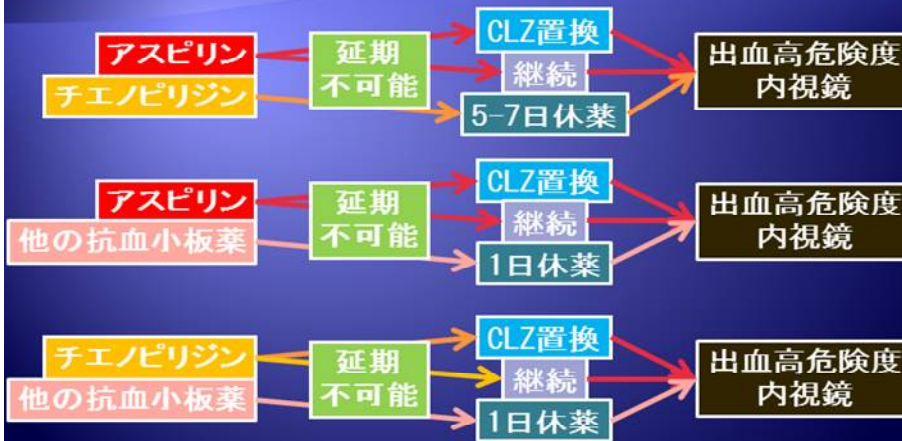 アスピリン
チエノピリジン
延期
不可能
CLZ置換
継続
5-7日休薬
出血高危険度
内視鏡
アスピリン
他の抗血小板薬
延期
不可能
CLZ置換
継続
1日休薬
出血高危険度
内視鏡
チエノピリジン
他の抗血小板薬
延期
不可能
CLZ置換
継続
1日休薬
出血高危険度
内視鏡